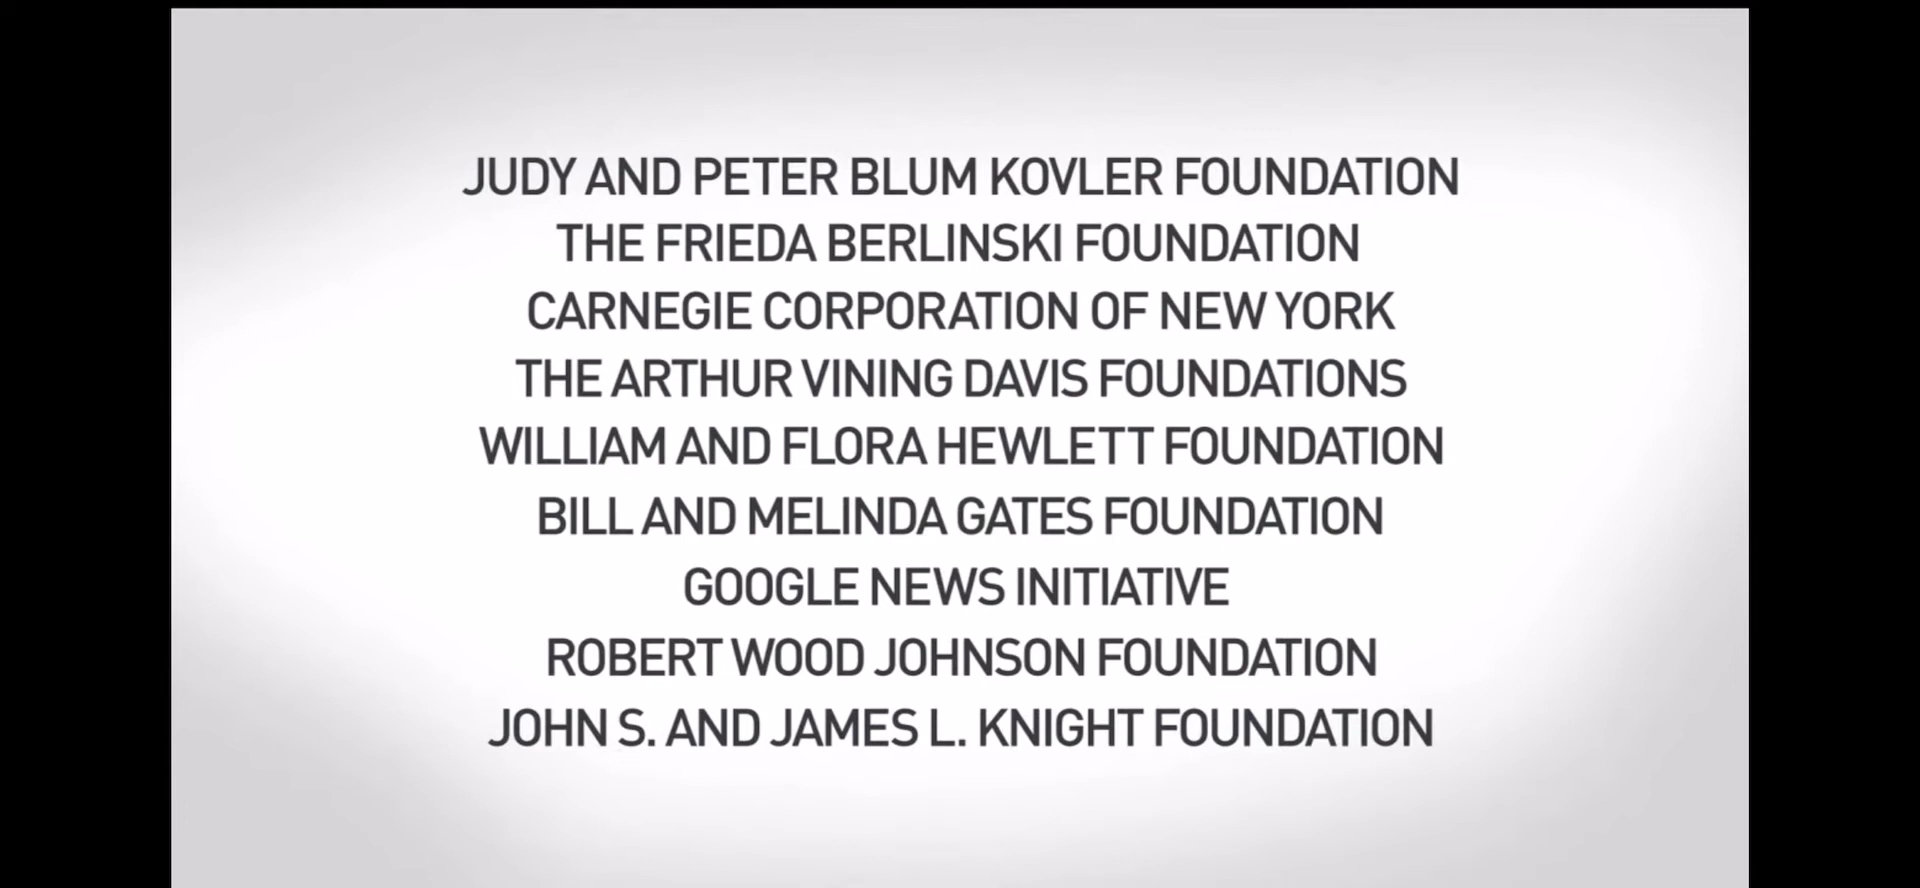 JUDY AND PETER BLUM KOVLER FOUNDATION
THE FRIEDA BERLINSKI FOUNDATION
CARNEGIE CORPORATION OF NEW YORK
THE ARTHUR VINING DAVIS FOUNDATIONS
WILLIAM AND FLORA HEWLETT FOUNDATION
BILL AND MELINDA GATES FOUNDATION
GOOGLE NEWS INITIATIVE
ROBERT WOOD JOHNSON FOUNDATION
JOHN S. AND JAMES L. KNIGHT FOUNDATION